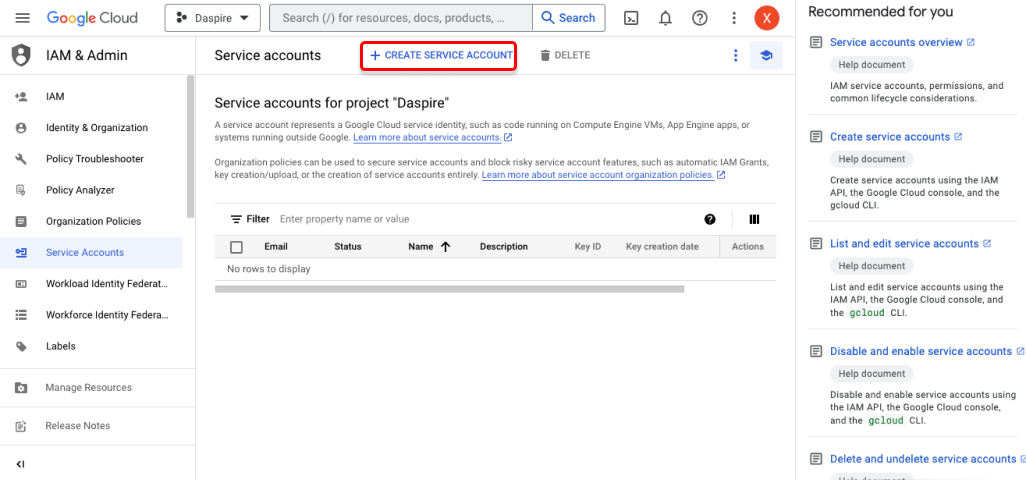 Google Cloud
Daspire
Search (/) for resources, docs, products, …
Search
X
IAM & Admin
IAM
Identity & Organization
Policy Troubleshooter
Policy Analyzer
Organization Policies
Service Accounts
Workload Identity Federat…
Workforce Identity Federa…
Labels
Manage Resources
Release Notes
Service accounts
+ CREATE SERVICE ACCOUNT
DELETE
Service accounts for project "Daspire"
A service account represents a Google Cloud service identity, such as code running on Compute Engine VMs, App Engine apps, or
systems running outside Google. Learn more about service accounts.
Organization policies can be used to secure service accounts and block risky service account features, such as automatic IAM Grants,
key creation/upload, or the creation of service accounts entirely. Learn more about service account organization policies.
Filter Enter property name or value
Email Status Name Description Key ID Key creation date Actions
No rows to display
Recommended for you
Service accounts overview
Help document
IAM service accounts, permissions, and
common lifecycle considerations.
Create service accounts
Help document
Create service accounts using the IAM
API, the Google Cloud console, and the
gcloud CLI.
List and edit service accounts
Help document
List and edit service accounts using the
IAM API, the Google Cloud console, and
the gcloud CLI.
Disable and enable service accounts
Help document
Disable and enable service accounts using
the IAM API, the Google Cloud console,
and the gcloud CLI.
Delete and undelete service accounts